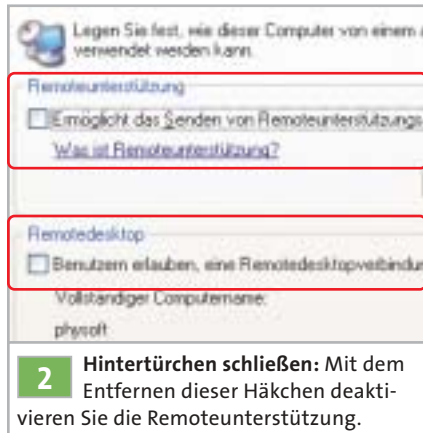 Legen Sie fest, wie dieser Computer von einem
verwendet werden kann.
Remoteunterstützung
Ermöglicht das Senden von Remoteunterstützungs
Was ist Remoteunterstützung?
Remotedesktop
Benutzern erlauben, eine Remotedesktopverbindun
Vollständiger Computername:
physoft
2 Hintertürchen schließen: Mit dem
Entfernen dieser Häkchen deakti-
vieren Sie die Remoteunterstützung.